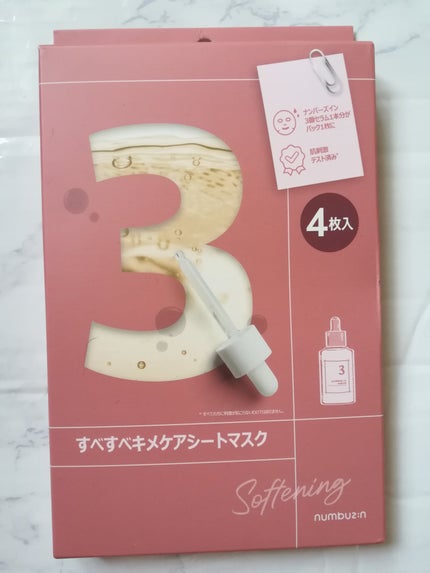 ナンバーズイン
3番セラム1本分が
パック1枚に
肌刺激
テスト済み*
3
4枚入
3
すべすべキメケアシートマスク
Softening
numbuz:n